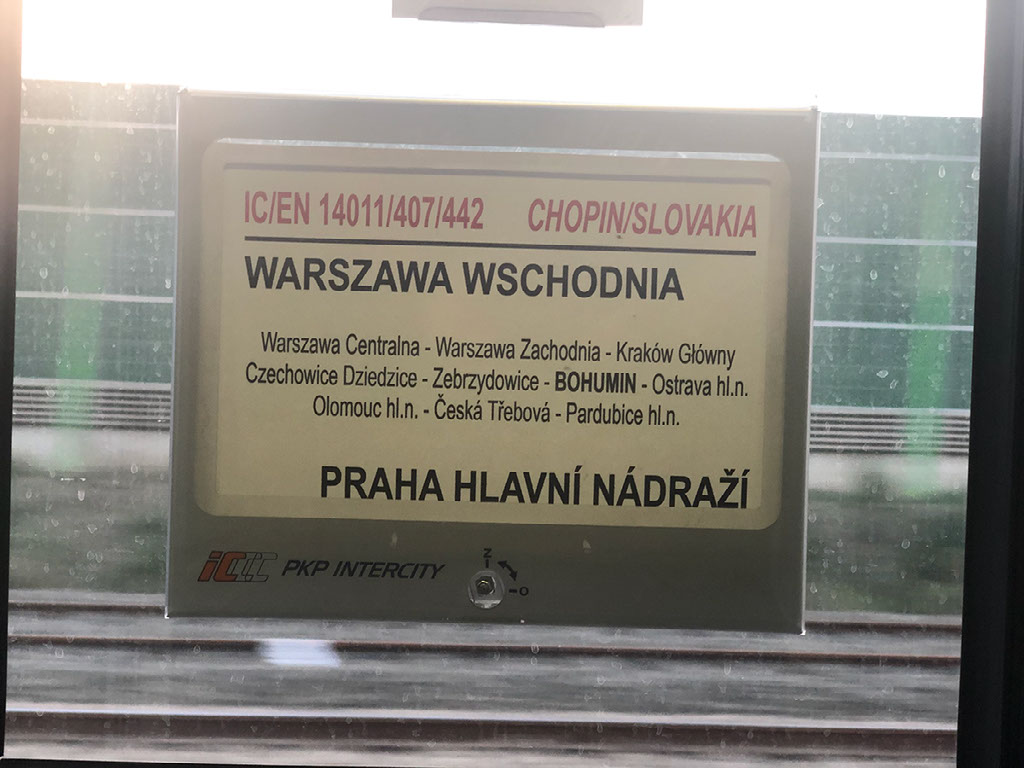 IC/EN 14011/407/442 CHOPIN/SLOVAKIA
WARSZAWA WSCHODNIA
Warszawa Centralna - Warszawa Zachodnia - Kraków Główny
Czechowice Dziedzice - Zebrzydowice - BOHUMIN - Ostrava hl.n.
Olomouc hl.n. - Česká Třebová - Pardubice hl.n.
PRAHA HLAVNÍ NÁDRAŽÍ
IC PKP INTERCITY
Z
O